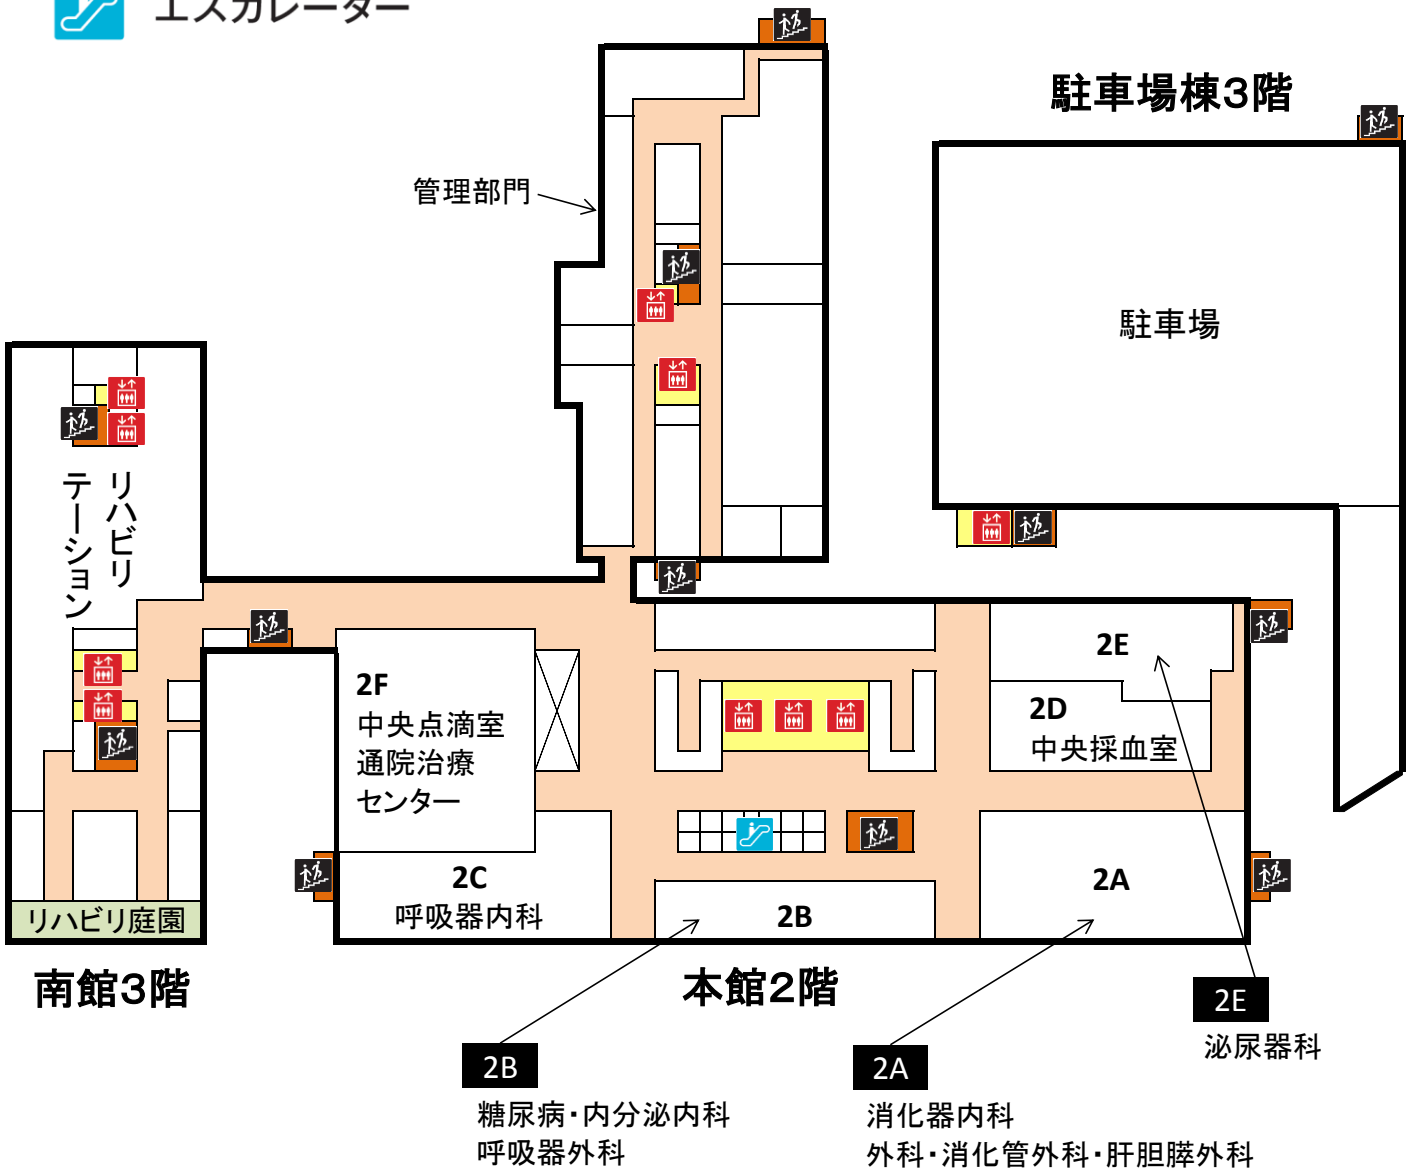 エスカレーター
駐車場棟3階
管理部門
駐車場
リハビリ
テーション
2E
2F
中央点滴室
通院治療
センター
2D
中央採血室
2C
呼吸器内科
2A
2B
リハビリ庭園
南館3階
本館2階
2E
泌尿器科
2B
糖尿病・内分泌内科
呼吸器外科
2A
消化器内科
外科・消化管外科・肝胆膵外科